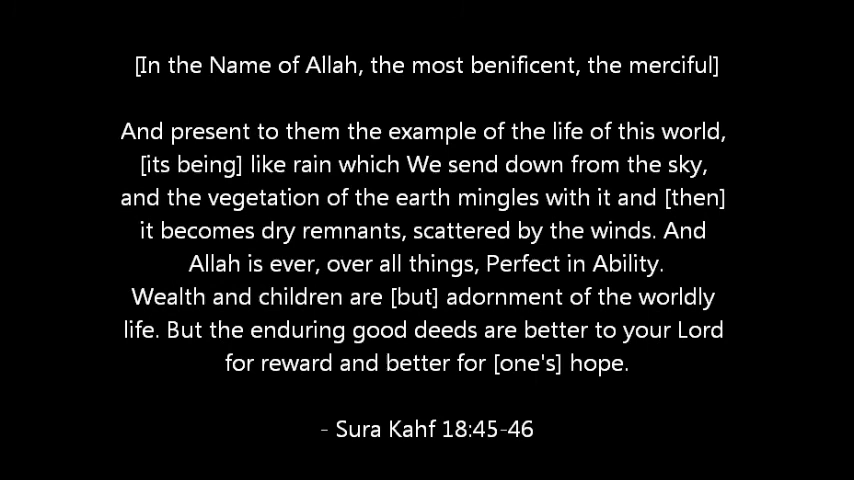 [In the Name of Allah, the most benificent, the merciful]
And present to them the example of the life of this world,
[its being] like rain which We send down from the sky,
and the vegetation of the earth mingles with it and [then]
it becomes dry remnants, scattered by the winds. And
Allah is ever, over all things, Perfect in Ability.
Wealth and children are [but] adornment of the worldly
life. But the enduring good deeds are better to your Lord
for reward and better for [one's] hope.
- Sura Kahf 18:45-46